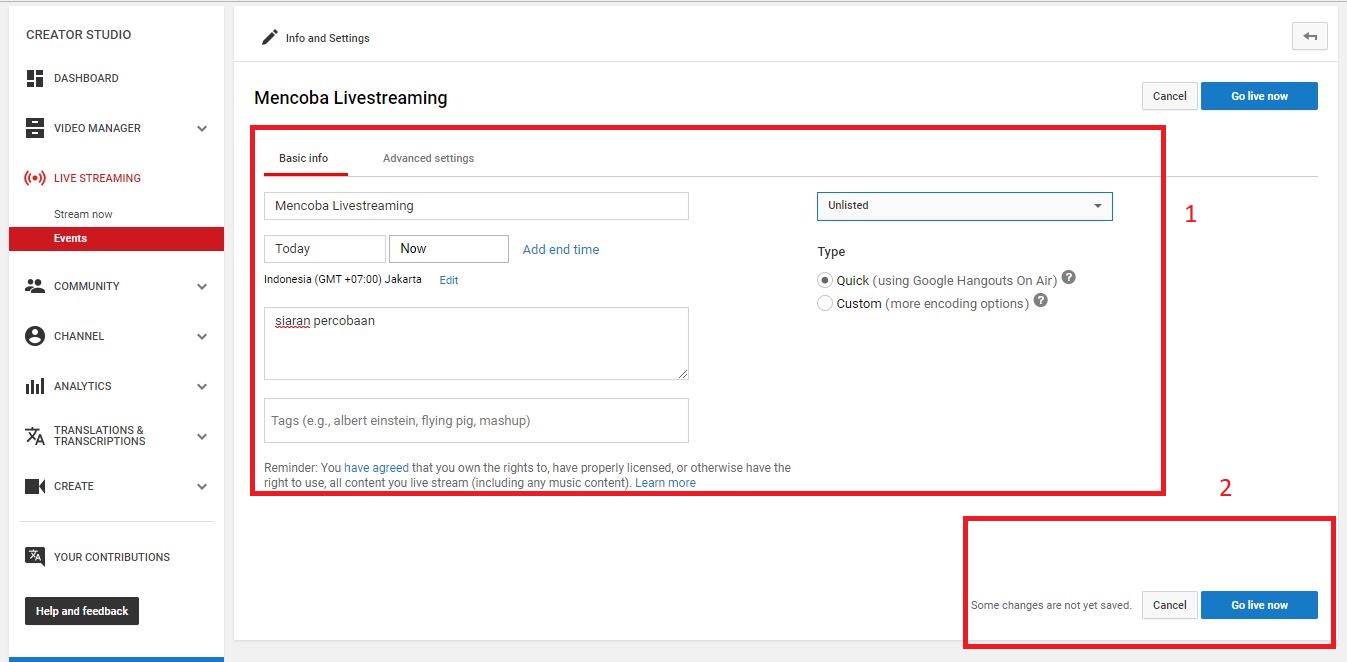 CREATOR STUDIO
DASHBOARD
VIDEO MANAGER
LIVE STREAMING
Stream now
Events
COMMUNITY
CHANNEL
ANALYTICS
TRANSLATIONS &
TRANSCRIPTIONS
CREATE
YOUR CONTRIBUTIONS
Help and feedback
Info and Settings
Mencoba Livestreaming
Cancel
Go live now
Basic info
Advanced settings
Mencoba Livestreaming
Today
Now
Add end time
Indonesia (GMT +07:00) Jakarta
Edit
siaran percobaan
Tags (e.g., albert einstein, flying pig, mashup)
Reminder: You have agreed that you own the rights to, have properly licensed, or otherwise have the
right to use, all content you live stream (including any music content). Learn more
Unlisted
Type
Quick (using Google Hangouts On Air) ?
Custom (more encoding options) ?
1
2
Some changes are not yet saved.
Cancel
Go live now